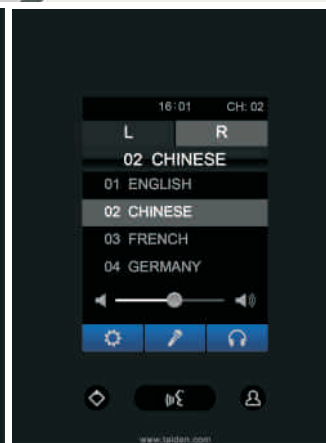 16:01 CH: 02
L R
02 CHINESE
01 ENGLISH
02 CHINESE
03 FRENCH
04 GERMANY
www.taiden.com